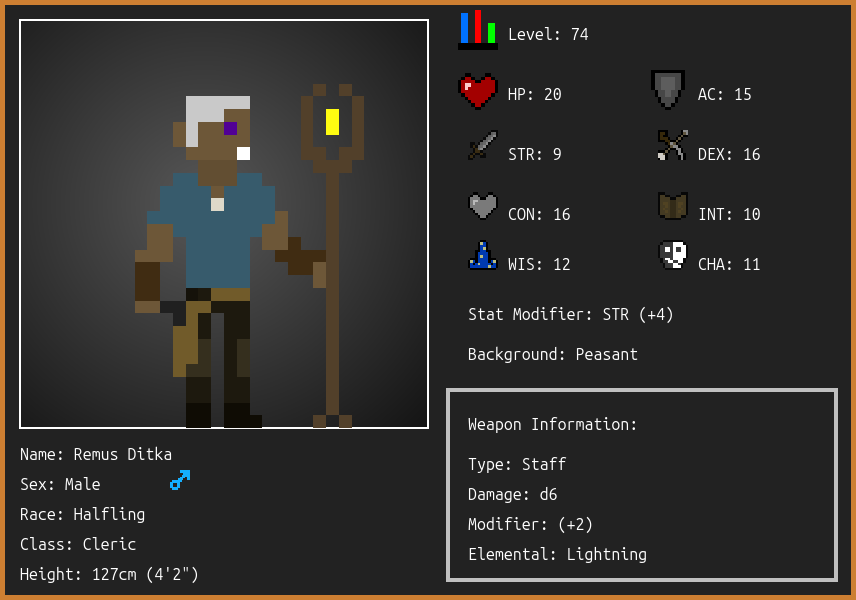 Level: 74
HP: 20
AC: 15
STR: 9
DEX: 16
CON: 16
INT: 10
WIS: 12
CHA: 11
Stat Modifier: STR (+4)
Background: Peasant
Weapon Information:
Type: Staff
Damage: d6
Modifier: (+2)
Elemental: Lightning
Name: Remus Ditka
Sex: Male
Race: Halfling
Class: Cleric
Height: 127cm (4'2")